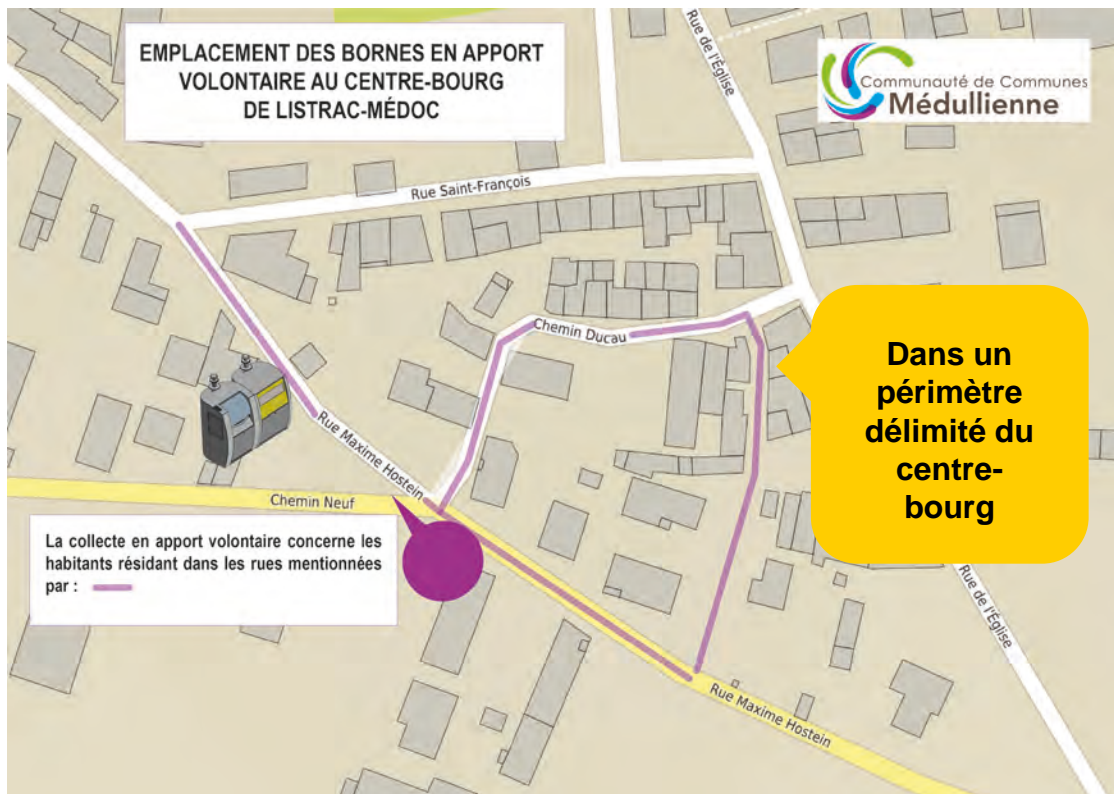 EMPLACEMENT DES BORNES EN APPORT
VOLONTAIRE AU CENTRE-BOURG
DE LISTRAC-MÉDOC
Rue de l'Église
Communauté de Communes
Médullienne
Rue Saint-François
Chemin Ducau
Dans un
périmètre
délimité du
centre-
bourg
Rue Maxime Hostein
Chemin Neuf
La collecte en apport volontaire concerne les
habitants résidant dans les rues mentionnées
par :
Rue de l'Église
Rue Maxime Hostein